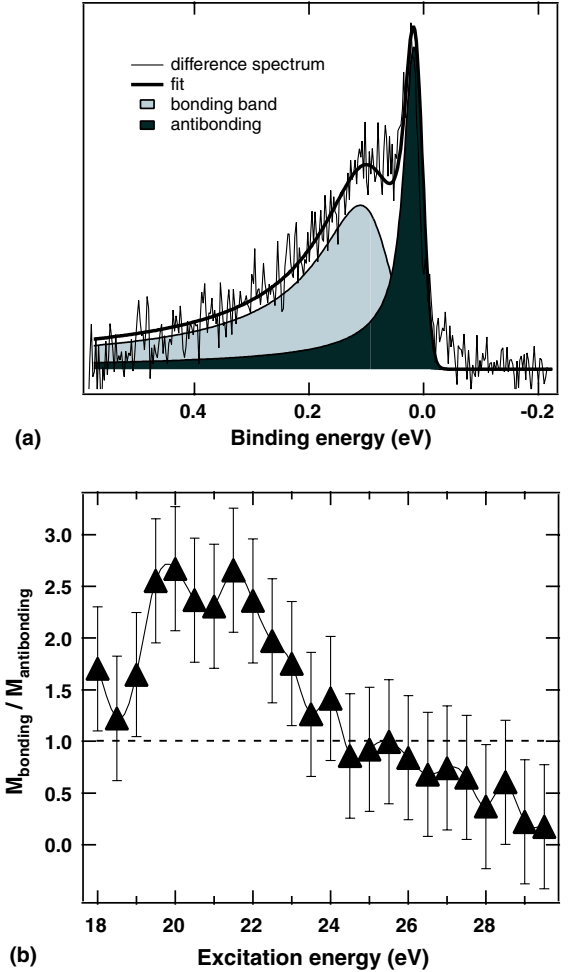 difference spectrum
fit
bonding band
antibonding
0.4 0.2 0.0 -0.2
(a) Binding energy (eV)
3.0
2.5
2.0
1.5
1.0
0.5
0.0
M_bonding / M_antibonding
18 20 22 24 26 28
(b) Excitation energy (eV)